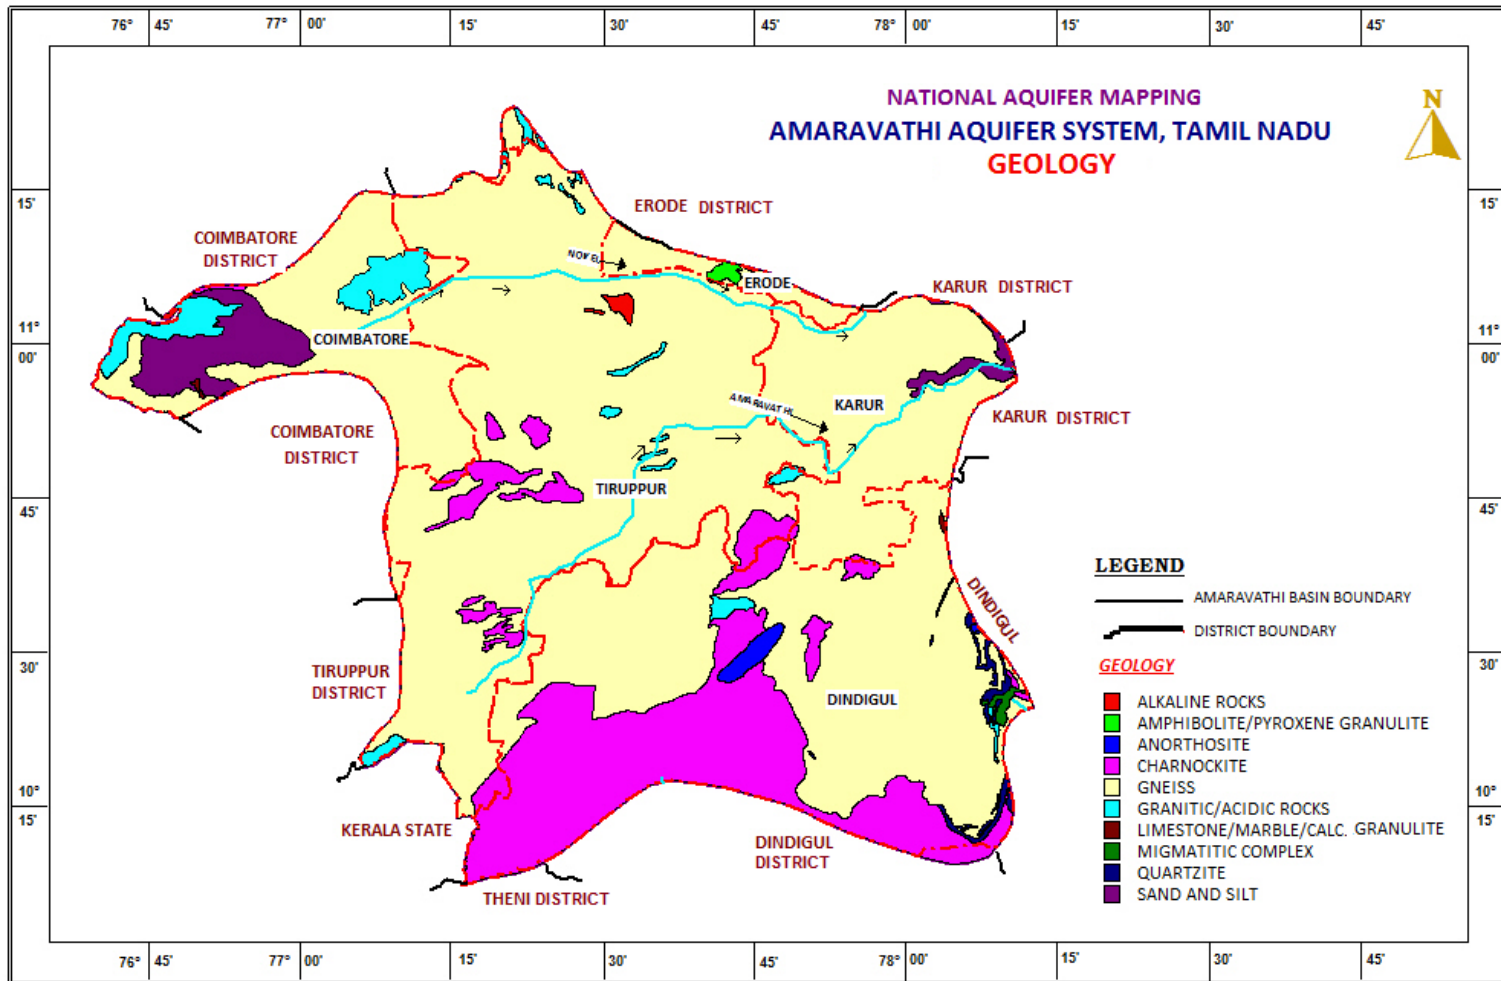 76° 45' 77° 00' 15' 30' 45' 78° 00' 15' 30' 45'
NATIONAL AQUIFER MAPPING
AMARAVATHI AQUIFER SYSTEM, TAMIL NADU
GEOLOGY
N
15'
15'
ERODE DISTRICT
COIMBATORE
DISTRICT
NOYEL
ERODE
KARUR DISTRICT
11°
00'
11°
00'
COIMBATORE
AMARAVATHI
KARUR
KARUR DISTRICT
COIMBATORE
DISTRICT
TIRUPPUR
45'
45'
LEGEND
AMARAVATHI BASIN BOUNDARY
DISTRICT BOUNDARY
DINDIGUL
30'
30'
TIRUPPUR
DISTRICT
DINDIGUL
GEOLOGY
ALKALINE ROCKS
AMPHIBOLITE/PYROXENE GRANULITE
ANORTHOSITE
CHARNOCKITE
GNEISS
GRANITIC/ACIDIC ROCKS
LIMESTONE/MARBLE/CALC. GRANULITE
MIGMATITIC COMPLEX
QUARTZITE
SAND AND SILT
10°
15'
10°
15'
KERALA STATE
DINDIGUL
DISTRICT
THENI DISTRICT
76° 45' 77° 00' 15' 30' 45' 78° 00' 15' 30' 45'